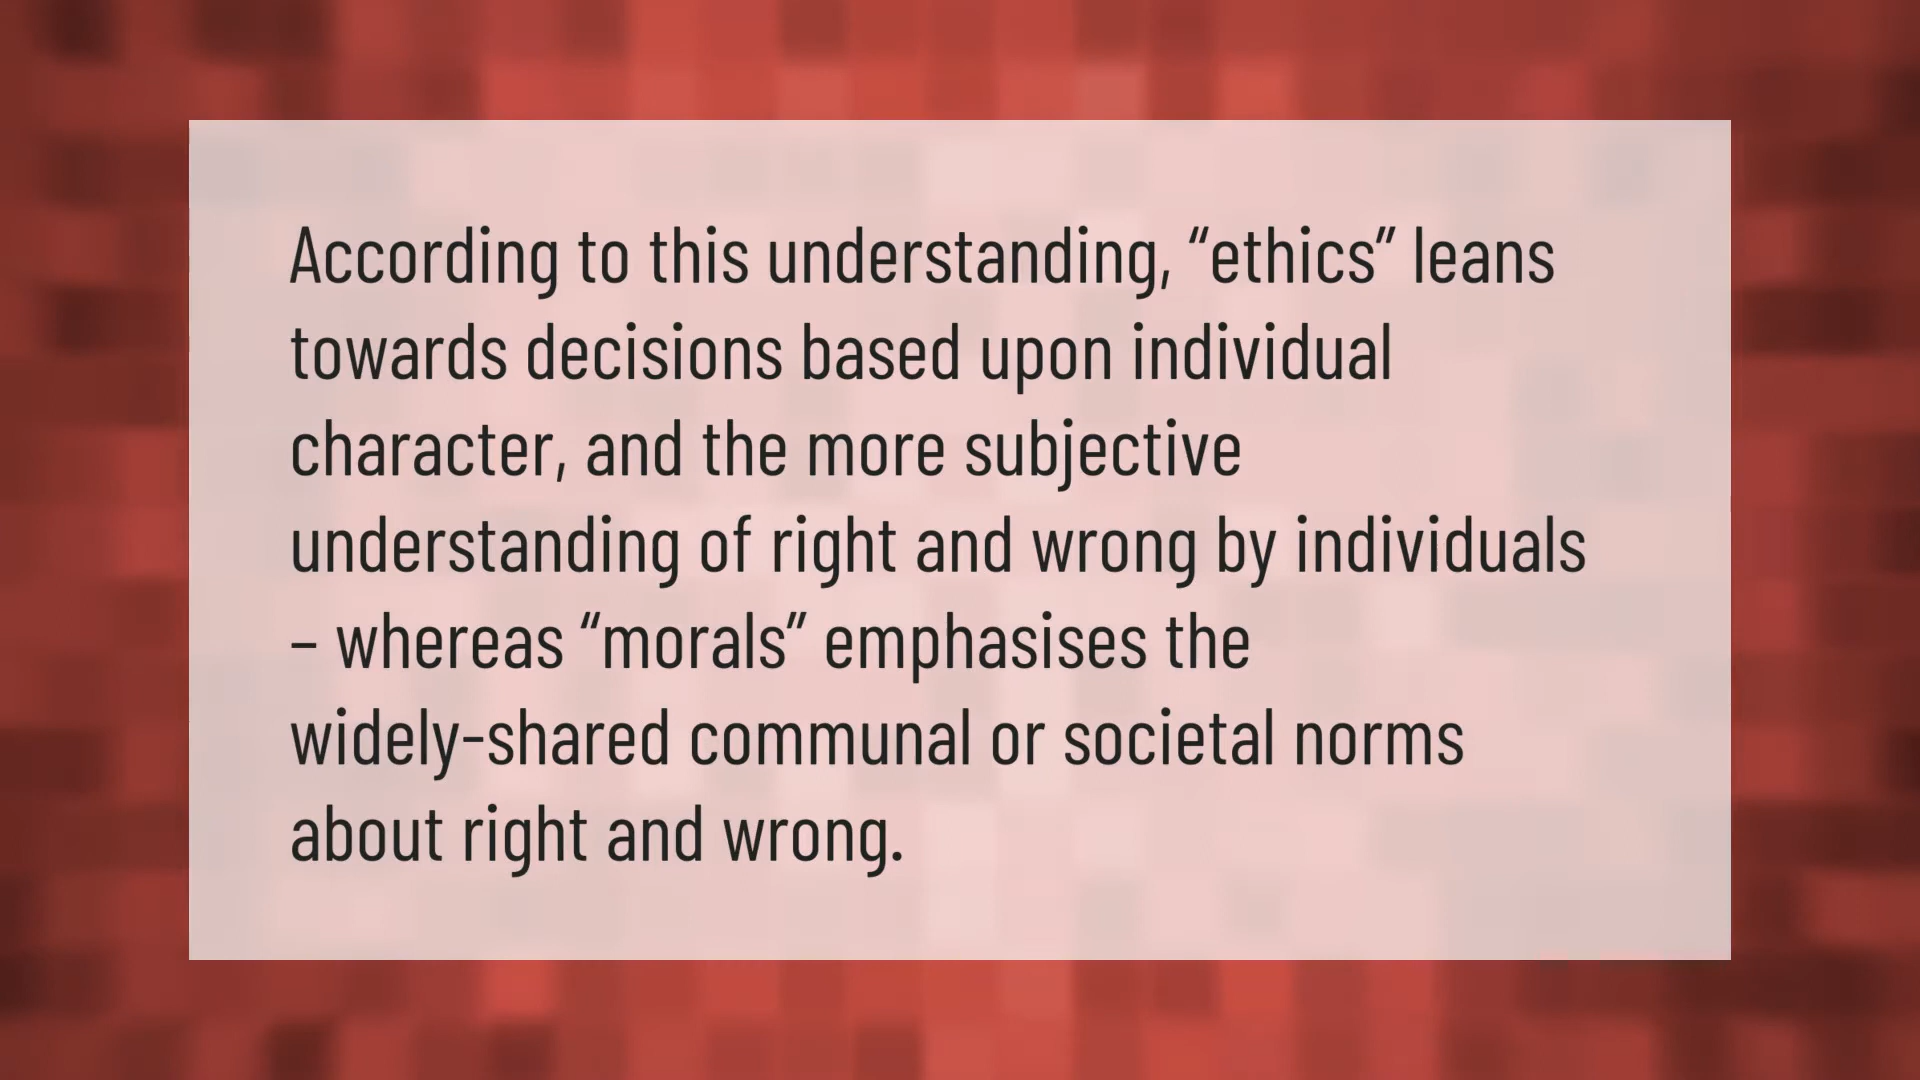 According to this understanding, “ethics” leans
towards decisions based upon individual
character, and the more subjective
understanding of right and wrong by individuals
– whereas “morals” emphasises the
widely-shared communal or societal norms
about right and wrong.